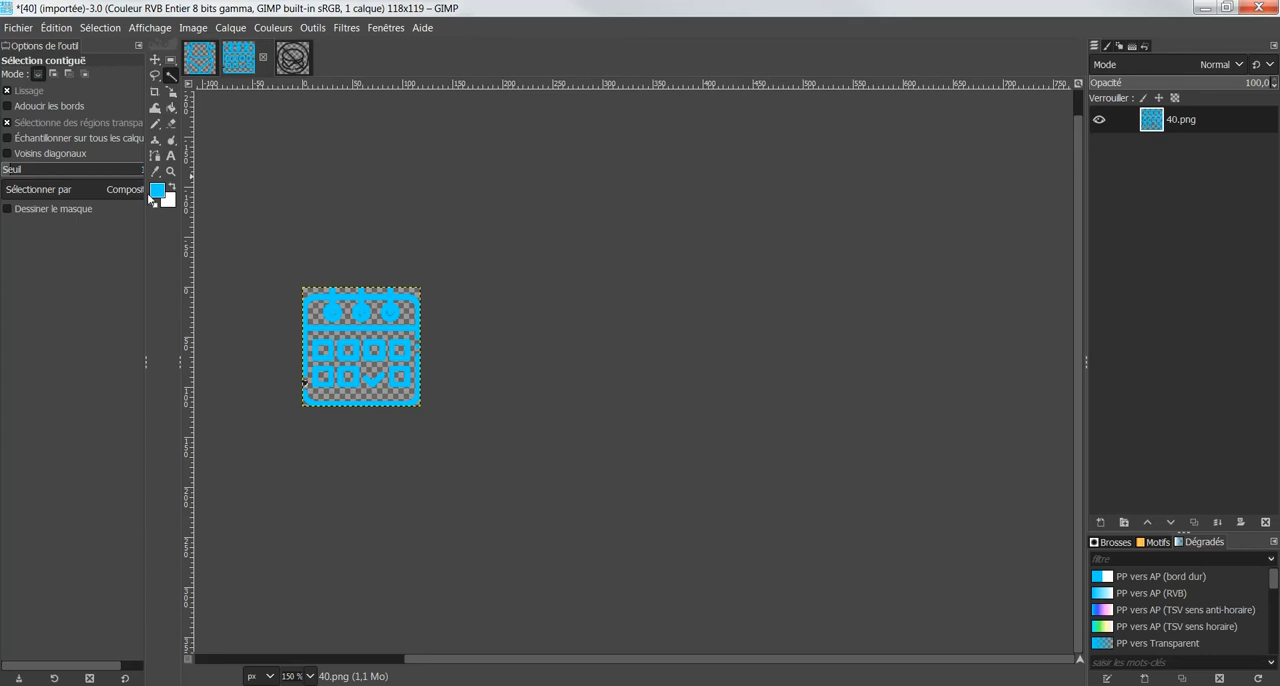 *[40] (importée)-3.0 (Couleur RVB Entier 8 bits gamma, GIMP built-in sRGB, 1 calque) 118x119 – GIMP
Fichier Édition Sélection Affichage Image Calque Couleurs Outils Filtres Fenêtres Aide
Options de l'outil
Sélection contiguë
Mode :
Lissage
Adoucir les bords
Sélectionne des régions transpa
Échantillonner sur tous les calqu
Voisins diagonaux
Seuil
Sélectionner par Composit
Dessiner le masque
px 150 % 40.png (1,1 Mo)
Mode Normal
Opacité 100,0
Verrouiller :
40.png
Brosses Motifs Dégradés
filtre
PP vers AP (bord dur)
PP vers AP (RVB)
PP vers AP (TSV sens anti-horaire)
PP vers AP (TSV sens horaire)
PP vers Transparent
saisir les mots-clés